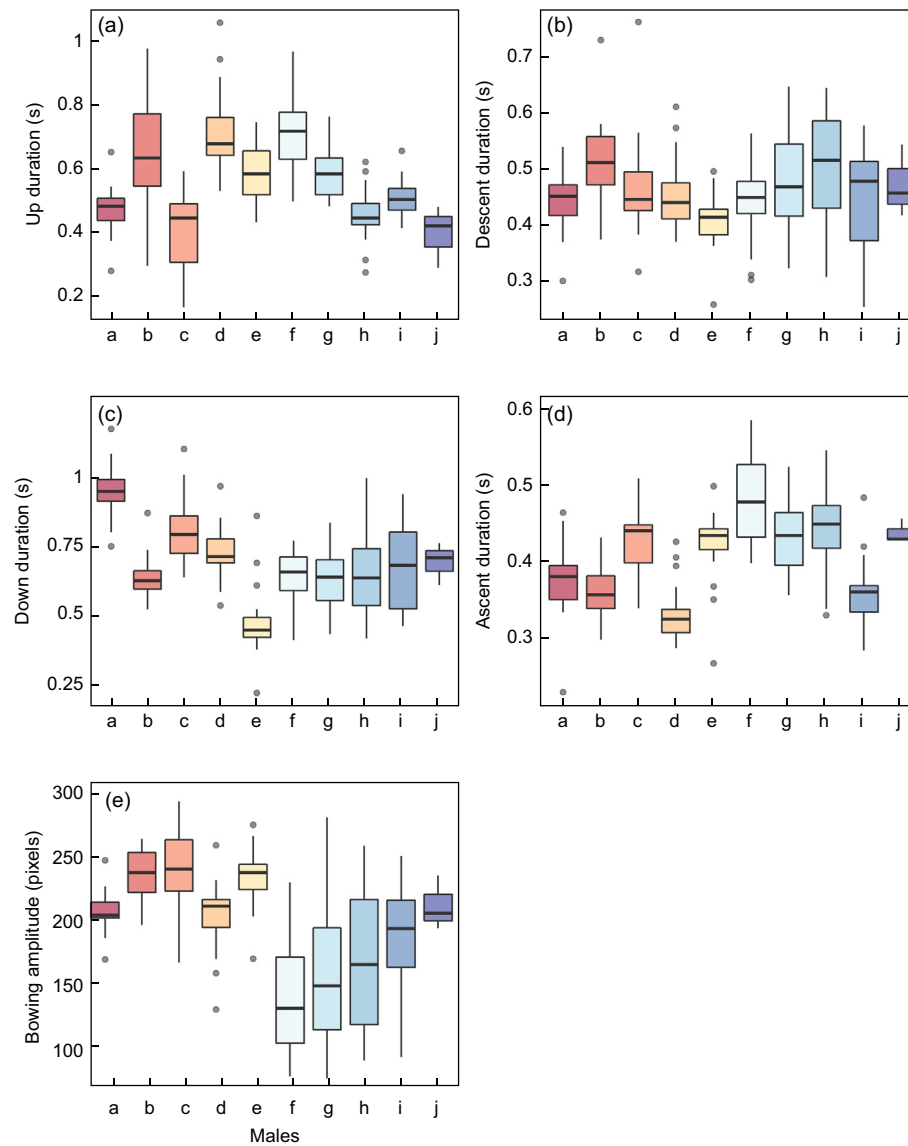 (a)
Up duration (s)
1
0.8
0.6
0.4
0.2
a b c d e f g h i j
(b)
Descent duration (s)
0.7
0.6
0.5
0.4
0.3
a b c d e f g h i j
(c)
Down duration (s)
1
0.75
0.5
0.25
a b c d e f g h i j
(d)
Ascent duration (s)
0.6
0.5
0.4
0.3
a b c d e f g h i j
(e)
Bowing amplitude (pixels)
300
250
200
150
100
a b c d e f g h i j
Males